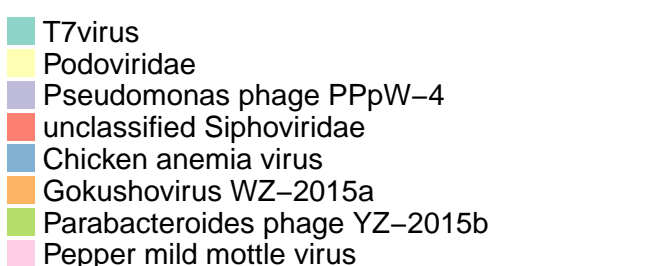 T7virus
Podoviridae
Pseudomonas phage PPpW−4
unclassified Siphoviridae
Chicken anemia virus
Gokushovirus WZ−2015a
Parabacteroides phage YZ−2015b
Pepper mild mottle virus